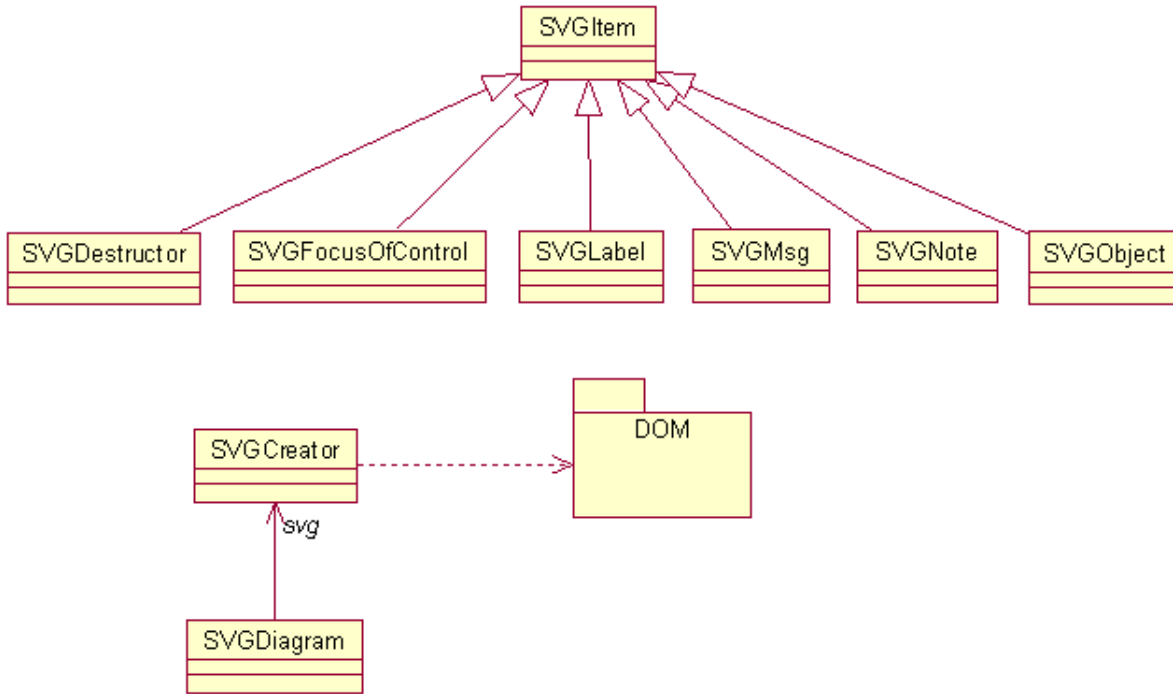 SVGItem
SVGDestructor
SVGFocusOfControl
SVGLabel
SVGMsg
SVGNote
SVGObject
DOM
SVGCreator
svg
SVGDiagram